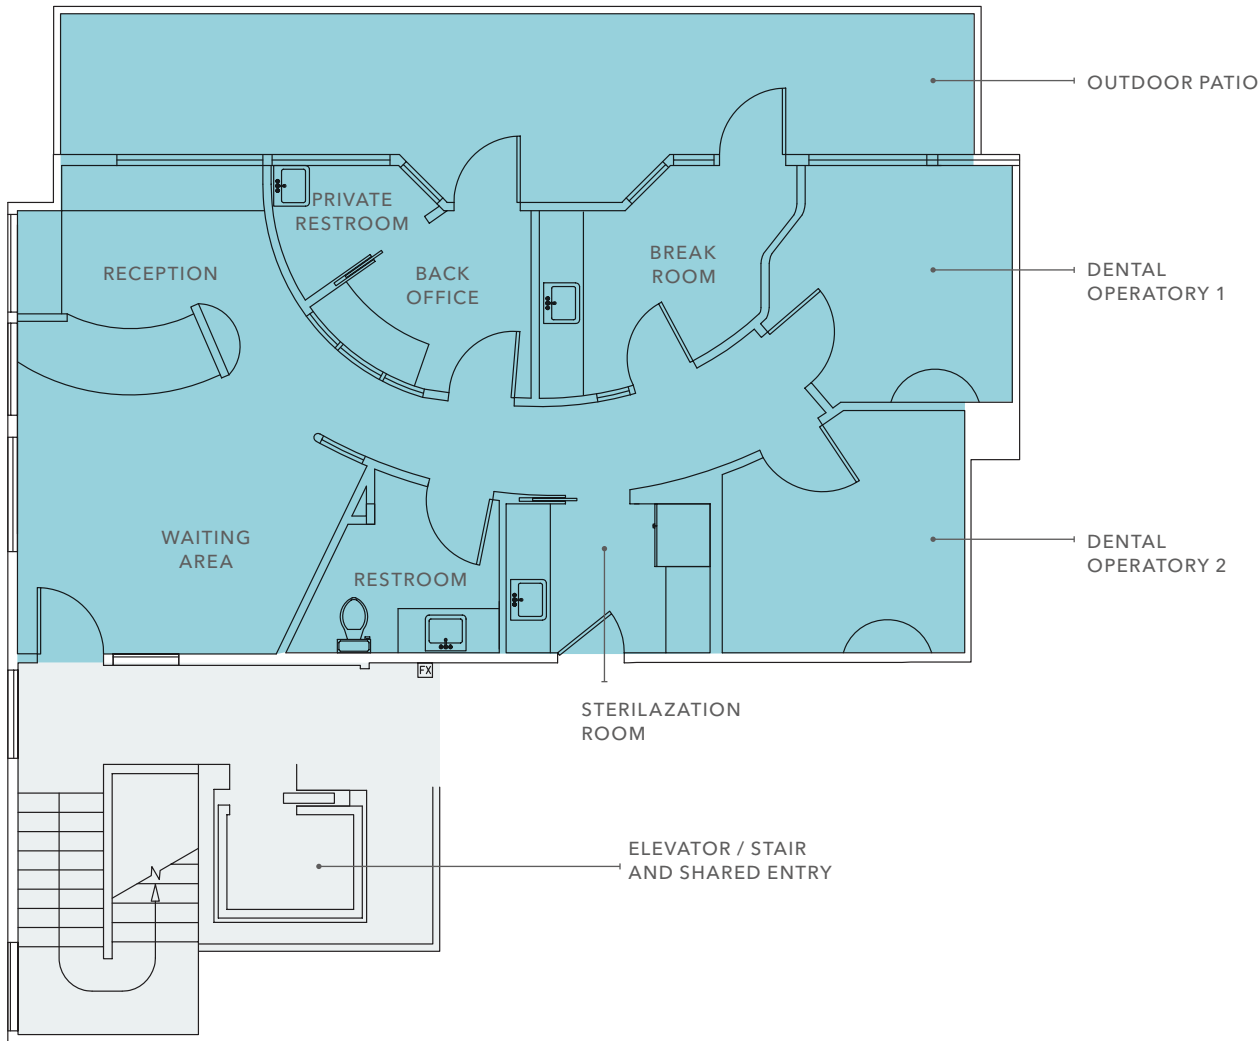 OUTDOOR PATIO
PRIVATE
RESTROOM
RECEPTION
BACK
OFFICE
BREAK
ROOM
DENTAL
OPERATORY 1
WAITING
AREA
RESTROOM
DENTAL
OPERATORY 2
FX
STERILAZATION
ROOM
ELEVATOR / STAIR
AND SHARED ENTRY